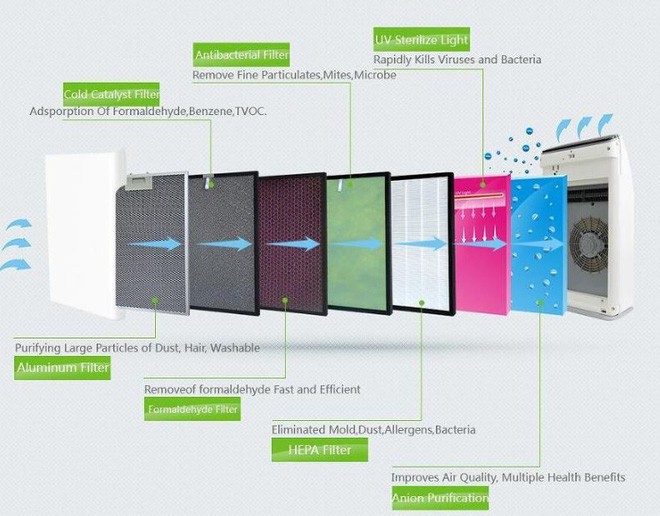 UV Sterilize Light
Rapidly Kills Viruses and Bacteria
Antibacterial Filter
Remove Fine Particulates,Mites,Microbe
Cold Catalyst Filter
Adsporption Of Formaldehyde,Benzene,TVOC.
Purifying Large Particles of Dust, Hair, Washable
Aluminum Filter
Removeof formaldehyde Fast and Efficient
Formaldehyde Filter
Eliminated Mold,Dust,Allergens,Bacteria
HEPA Filter
Improves Air Quality, Multiple Health Benefits
Anion Purification